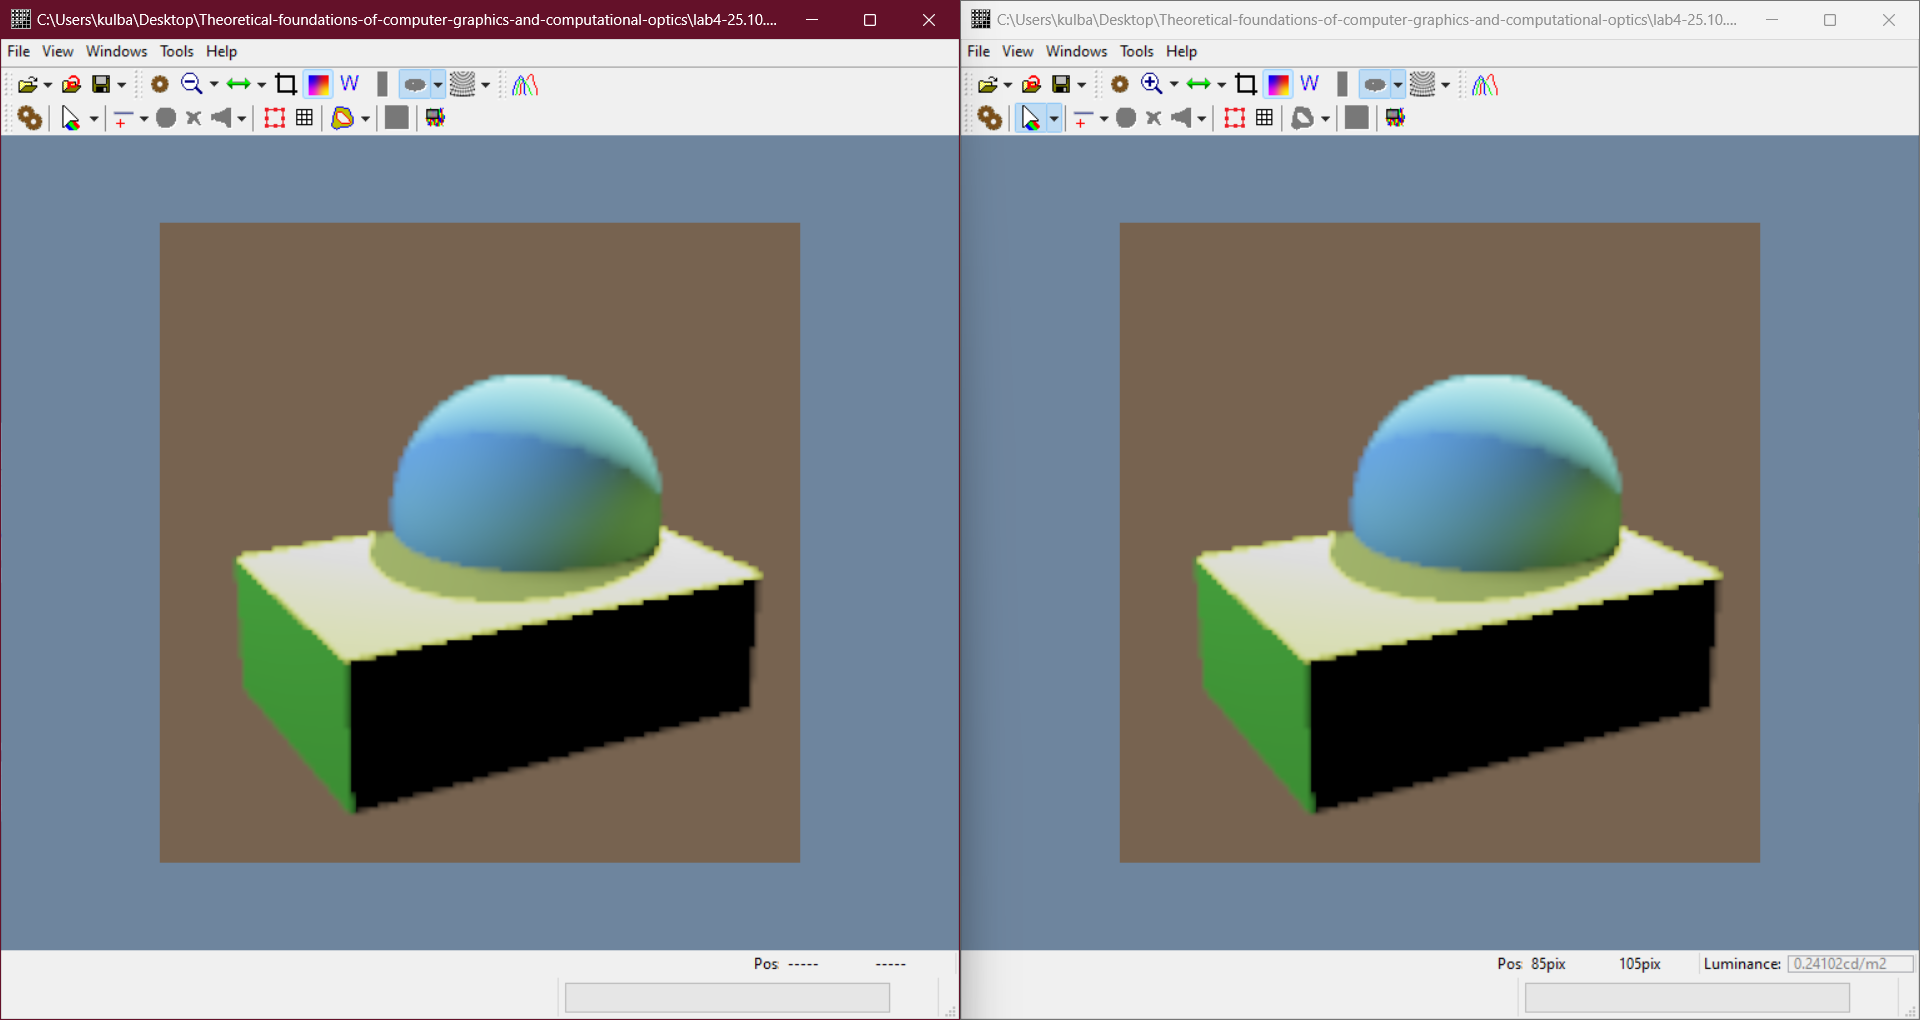 C:\Users\kulba\Desktop\Theoretical-foundations-of-computer-graphics-and-computational-optics\lab4-25.10....
File View Windows Tools Help
W
Pos ----- -----
C:\Users\kulba\Desktop\Theoretical-foundations-of-computer-graphics-and-computational-optics\lab4-25.10....
File View Windows Tools Help
W
Pos 85pix 105pix Luminance: 0.24102cd/m2